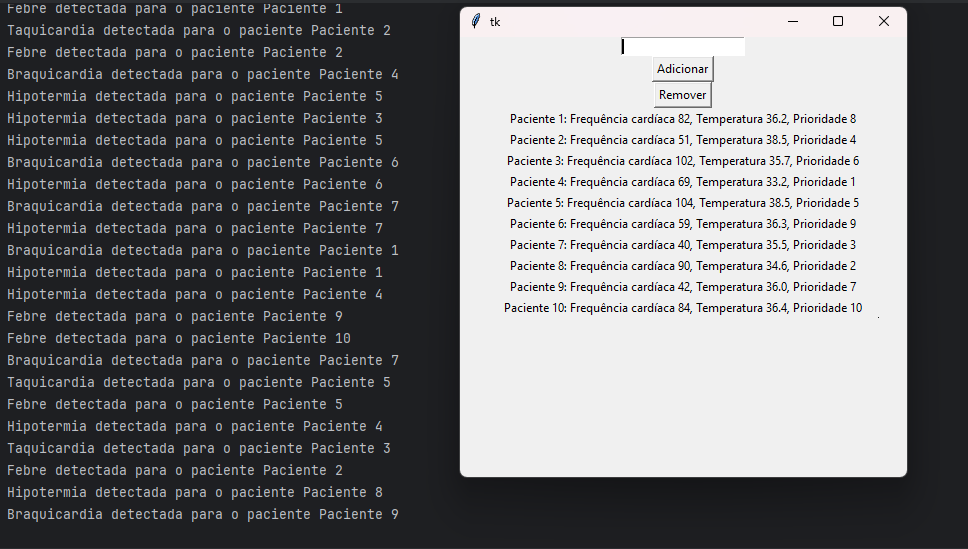 Febre detectada para o paciente Paciente 1
Taquicardia detectada para o paciente Paciente 2
Febre detectada para o paciente Paciente 2
Braquicardia detectada para o paciente Paciente 4
Hipotermia detectada para o paciente Paciente 5
Hipotermia detectada para o paciente Paciente 3
Hipotermia detectada para o paciente Paciente 5
Braquicardia detectada para o paciente Paciente 6
Hipotermia detectada para o paciente Paciente 6
Braquicardia detectada para o paciente Paciente 7
Hipotermia detectada para o paciente Paciente 7
Braquicardia detectada para o paciente Paciente 1
Hipotermia detectada para o paciente Paciente 1
Hipotermia detectada para o paciente Paciente 4
Febre detectada para o paciente Paciente 9
Febre detectada para o paciente Paciente 10
Braquicardia detectada para o paciente Paciente 7
Taquicardia detectada para o paciente Paciente 5
Febre detectada para o paciente Paciente 5
Hipotermia detectada para o paciente Paciente 4
Taquicardia detectada para o paciente Paciente 3
Febre detectada para o paciente Paciente 2
Hipotermia detectada para o paciente Paciente 8
Braquicardia detectada para o paciente Paciente 9
tk
Adicionar
Remover
Paciente 1: Frequência cardíaca 82, Temperatura 36.2, Prioridade 8
Paciente 2: Frequência cardíaca 51, Temperatura 38.5, Prioridade 4
Paciente 3: Frequência cardíaca 102, Temperatura 35.7, Prioridade 6
Paciente 4: Frequência cardíaca 69, Temperatura 33.2, Prioridade 1
Paciente 5: Frequência cardíaca 104, Temperatura 38.5, Prioridade 5
Paciente 6: Frequência cardíaca 59, Temperatura 36.3, Prioridade 9
Paciente 7: Frequência cardíaca 40, Temperatura 35.5, Prioridade 3
Paciente 8: Frequência cardíaca 90, Temperatura 34.6, Prioridade 2
Paciente 9: Frequência cardíaca 42, Temperatura 36.0, Prioridade 7
Paciente 10: Frequência cardíaca 84, Temperatura 36.4, Prioridade 10